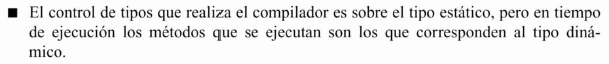 ■ El control de tipos que realiza el compilador es sobre el tipo estático, pero en tiempo
de ejecución los métodos que se ejecutan son los que corresponden al tipo diná-
mico.